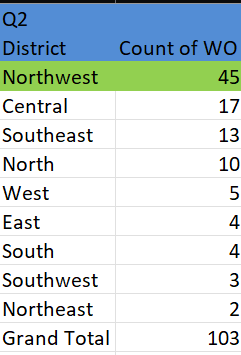 Q2
District Count of WO
Northwest 45
Central 17
Southeast 13
North 10
West 5
East 4
South 4
Southwest 3
Northeast 2
Grand Total 103